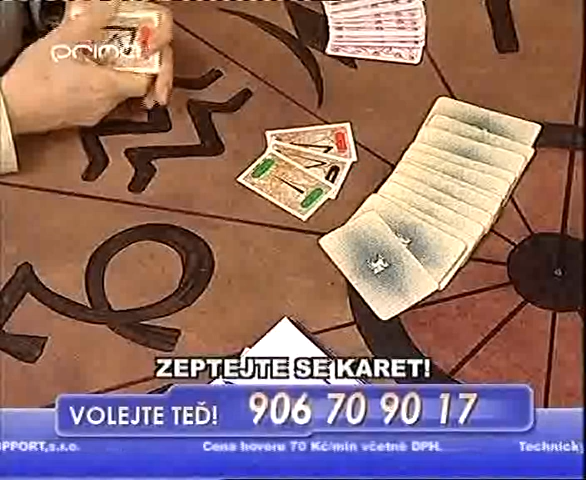 prima
ZEPTEJTE SE KARET!
VOLEJTE TEĎ! 906 70 90 17
PPORT,s.r.o. Cena hovoru 70 Kč/min včetně DPH. Technick